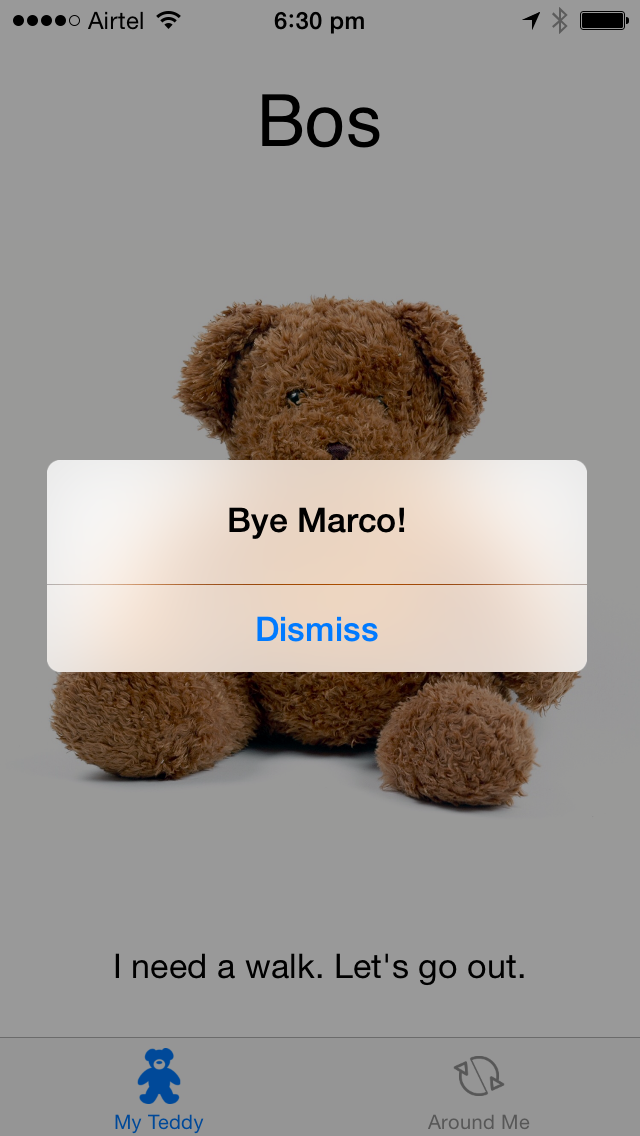 Airtel 6:30 pm
Bos
Bye Marco!
Dismiss
I need a walk. Let's go out.
My Teddy Around Me